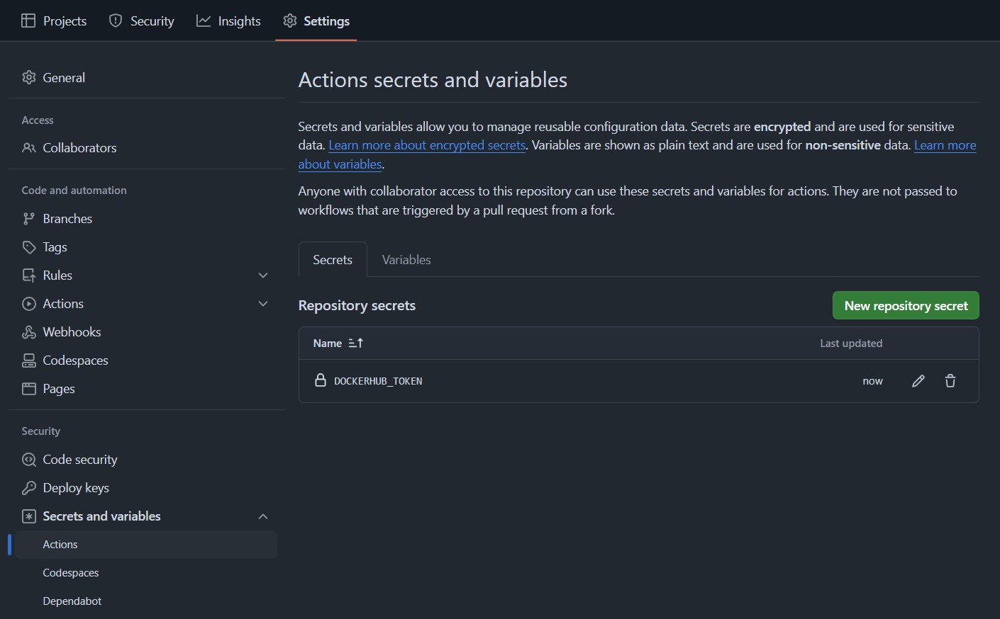 Projects
Security
Insights
Settings
General
Access
Collaborators
Code and automation
Branches
Tags
Rules
Actions
Webhooks
Codespaces
Pages
Security
Code security
Deploy keys
Secrets and variables
Actions
Codespaces
Dependabot
Actions secrets and variables
Secrets and variables allow you to manage reusable configuration data. Secrets are encrypted and are used for sensitive
data. Learn more about encrypted secrets. Variables are shown as plain text and are used for non-sensitive data. Learn more
about variables.
Anyone with collaborator access to this repository can use these secrets and variables for actions. They are not passed to
workflows that are triggered by a pull request from a fork.
Secrets
Variables
Repository secrets
New repository secret
Name
Last updated
DOCKERHUB_TOKEN
now